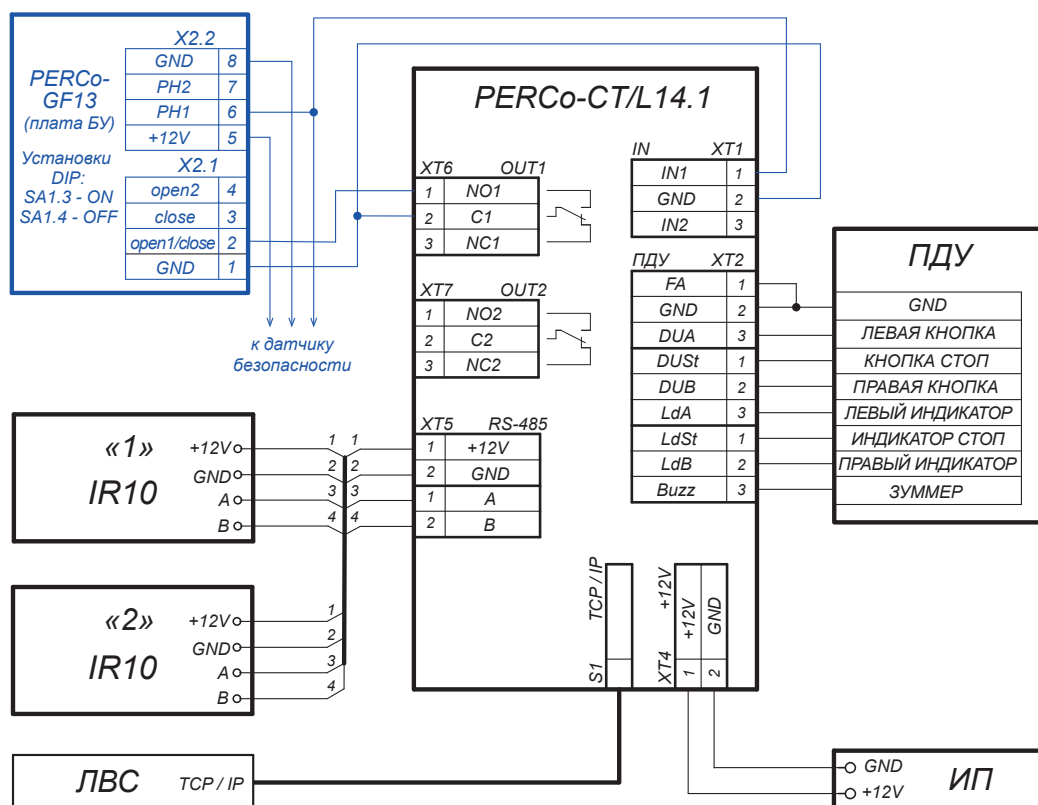 X2.2
GND 8
PH2 7
PH1 6
+12V 5
PERCo-
GF13
(плата БУ)
Установки
DIP:
SA1.3 - ON
SA1.4 - OFF
X2.1
open2 4
close 3
open1/close 2
GND 1
к датчику
безопасности
PERCo-CT/L14.1
XT6 OUT1
1 NO1
2 C1
3 NC1
XT7 OUT2
1 NO2
2 C2
3 NC2
XT5 RS-485
1 +12V
2 GND
1 A
2 B
IN XT1
IN1 1
GND 2
IN2 3
ПДУ XT2
FA 1
GND 2
DUA 3
DUSt 1
DUB 2
LdA 3
LdSt 1
LdB 2
Buzz 3
ПДУ
GND
ЛЕВАЯ КНОПКА
КНОПКА СТОП
ПРАВАЯ КНОПКА
ЛЕВЫЙ ИНДИКАТОР
ИНДИКАТОР СТОП
ПРАВЫЙ ИНДИКАТОР
ЗУММЕР
«1»
IR10
+12V 1 1
GND 2 2
A 3 3
B 4 4
«2»
IR10
+12V 1
GND 2
A 3
B 4
S1 TCP / IP
XT4 +12V
1 +12V
2 GND
ЛВС TCP / IP
ИП
GND
+12V